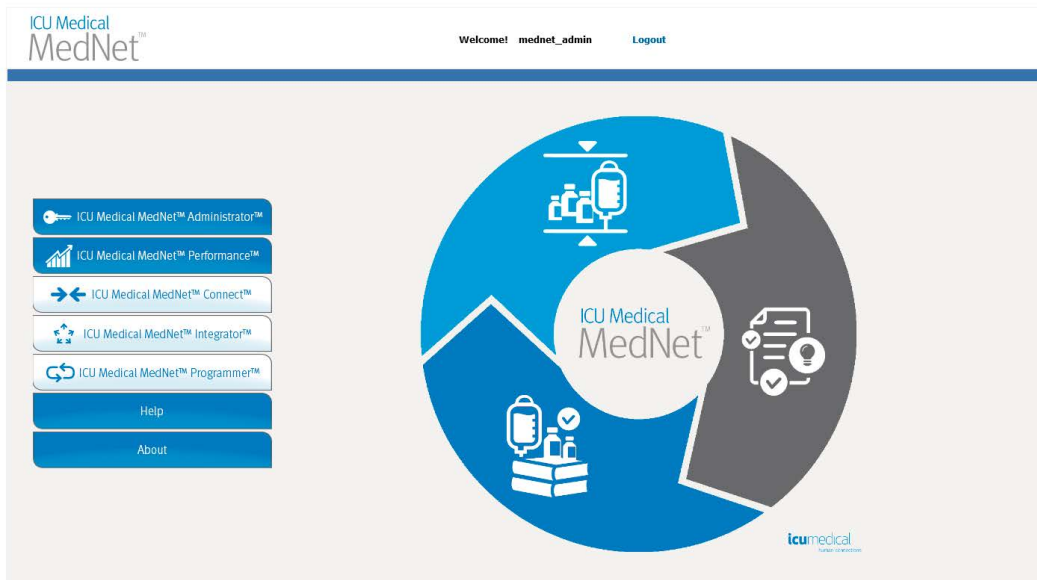 ICU Medical
MedNet™
Welcome! mednet_admin Logout
ICU Medical MedNet™ Administrator™
ICU Medical MedNet™ Performance™
ICU Medical MedNet™ Connect™
ICU Medical MedNet™ Integrator™
ICU Medical MedNet™ Programmer™
Help
About
ICU Medical
MedNet™
icumedical